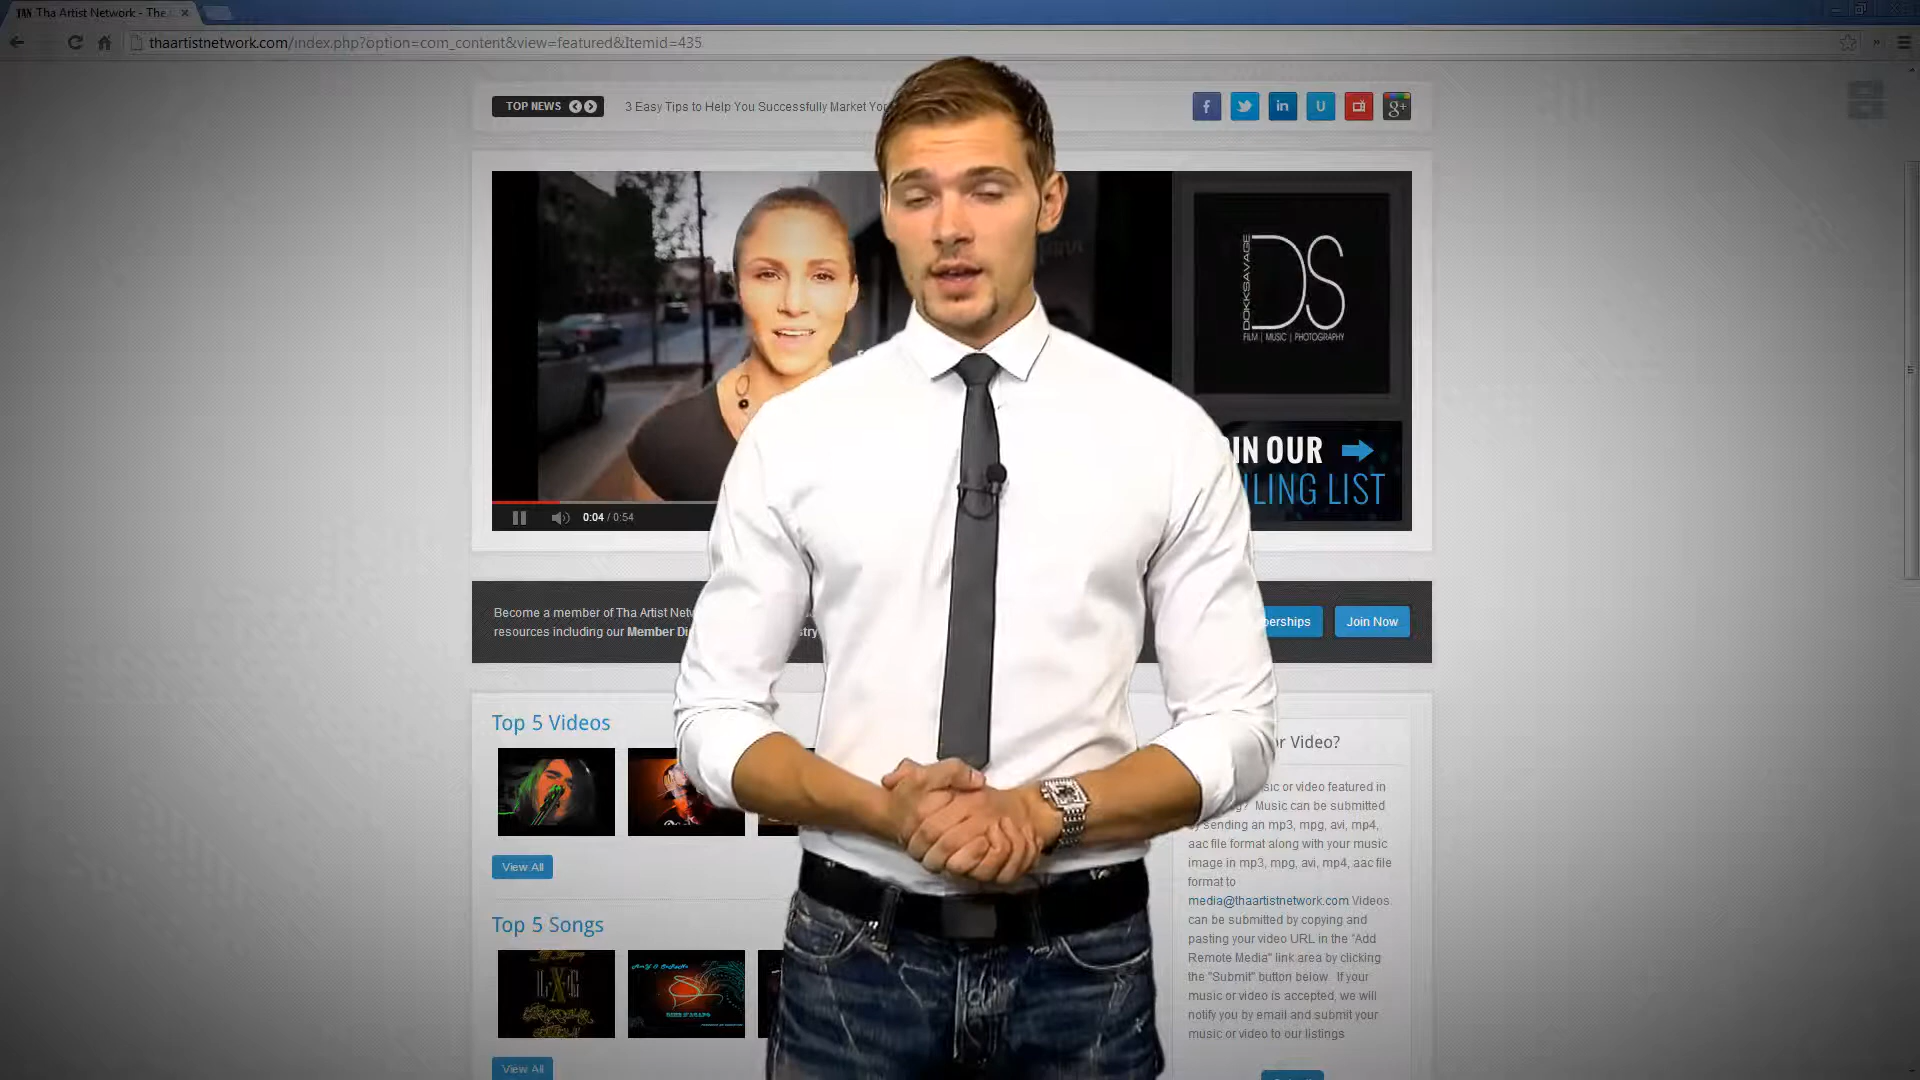 TAN Tha Artist Network - The
thaartistnetwork.com/index.php?option=com_content&view=featured&Itemid=435
TOP NEWS
3 Easy Tips to Help You Successfully Market
f
in
U
g+
DOKKSAVAGE
DS
FILM | MUSIC | PHOTOGRAPHY
IN OUR
LING LIST
0:04 / 0:54
Become a member of Tha Artist
resources including our Member
Join Now
Top 5 Videos
View All
Top 5 Songs
LXG
View All
Video?
or video featured in
Music can be submitted
sending an mp3, mpg, avi, mp4,
aac file format along with your music
image in mp3, mpg, avi, mp4, aac file
format to
media@thaartistnetwork.com Videos
can be submitted by copying and
pasting your video URL in the "Add
Remote Media" link area by clicking
the "Submit" button below. If your
music or video is accepted, we will
notify you by email and submit your
music or video to our listings